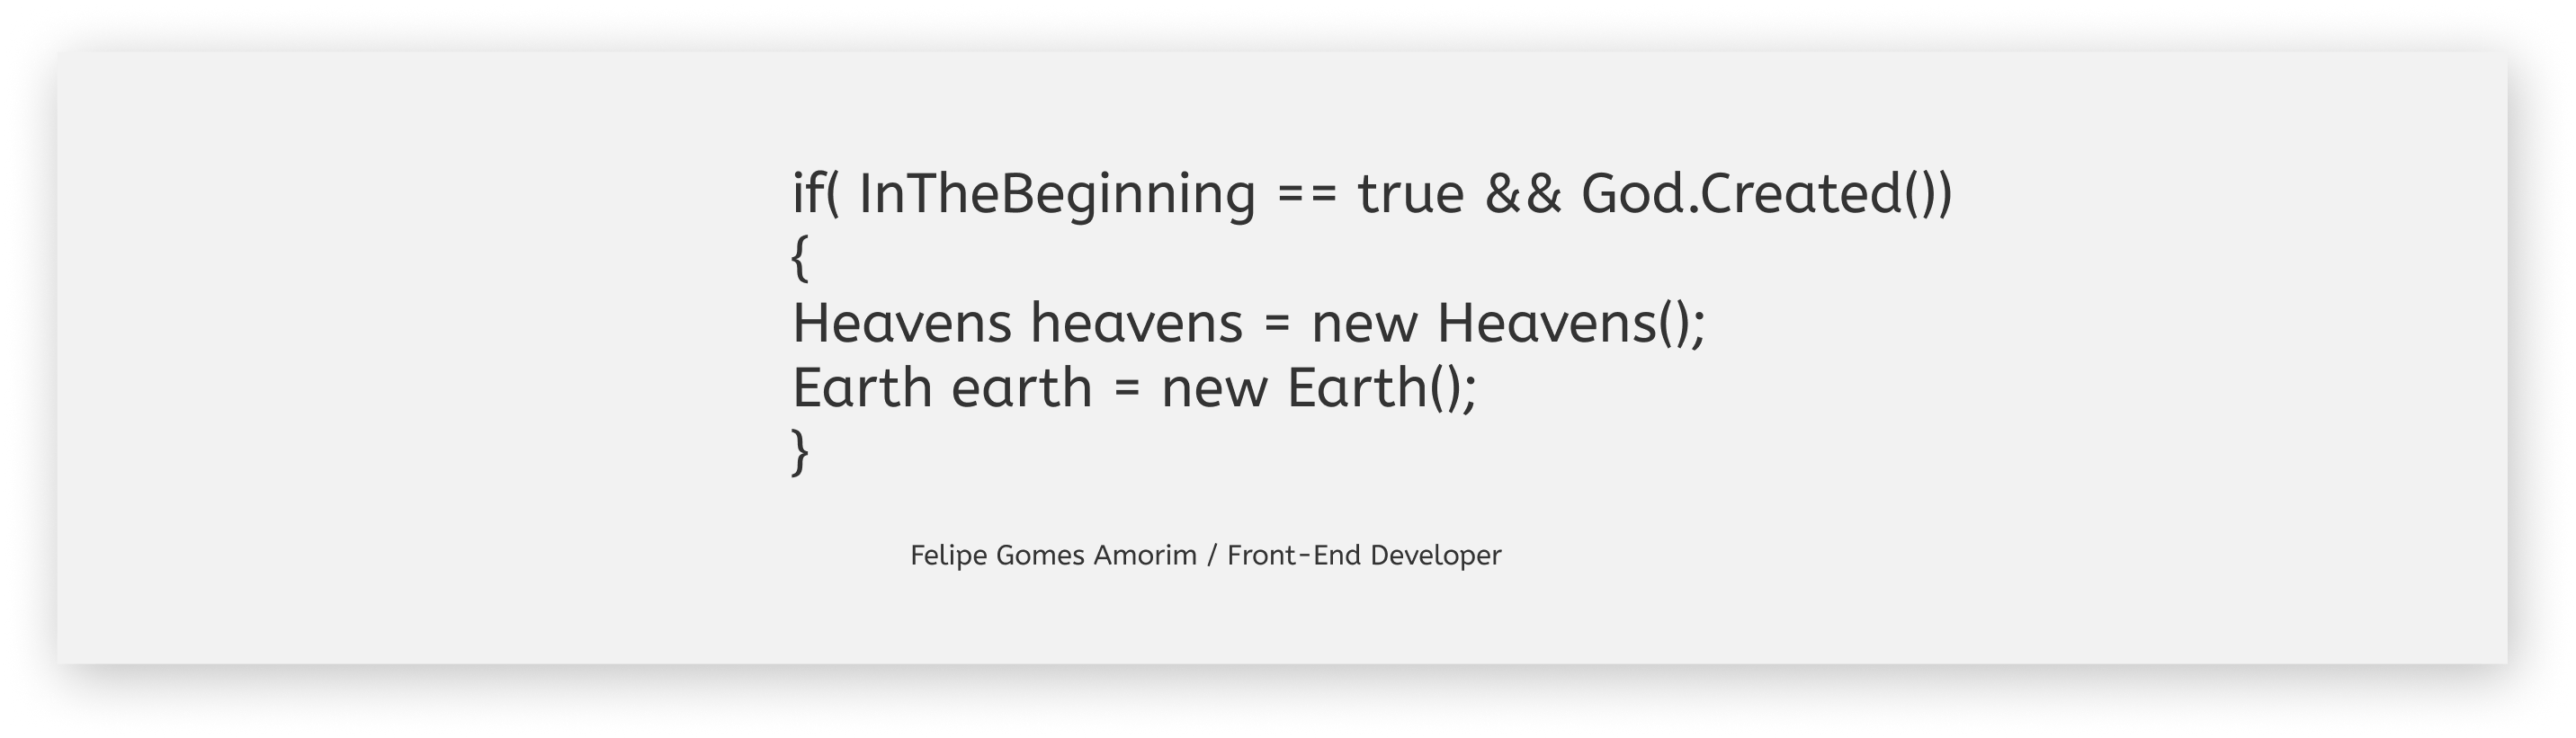 if( InTheBeginning == true && God.Created())
{
Heavens heavens = new Heavens();
Earth earth = new Earth();
}
Felipe Gomes Amorim / Front-End Developer